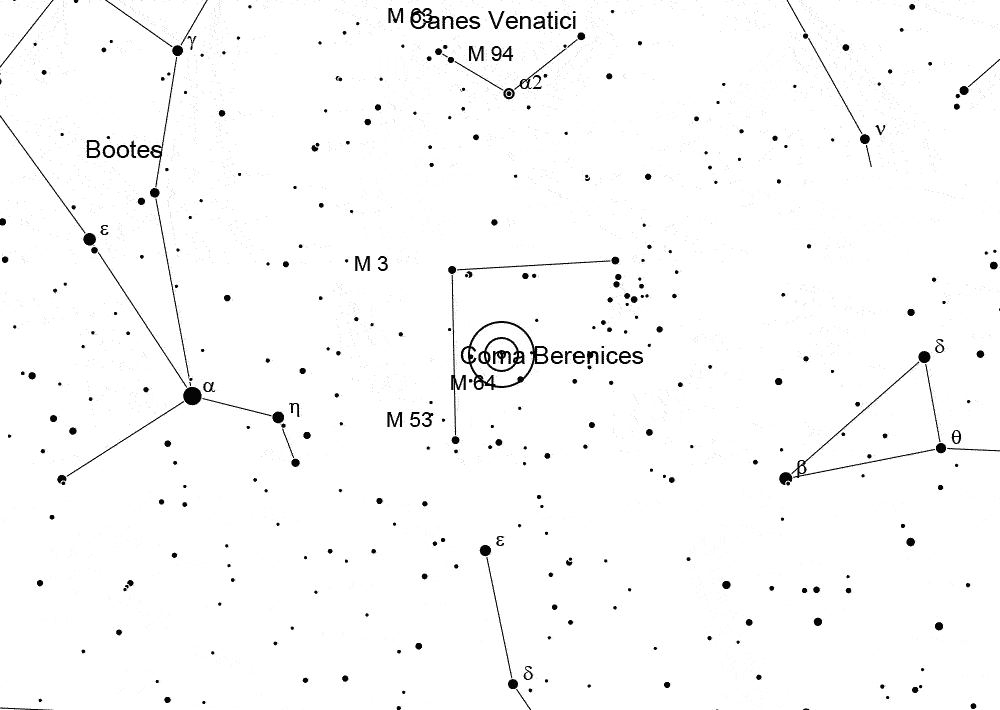 M 63
Canes Venatici
γ
M 94
α2
ν
Bootes
ε
M 3
δ
Coma Berenices
α
M 64
η
M 53
θ
β
ε
δ